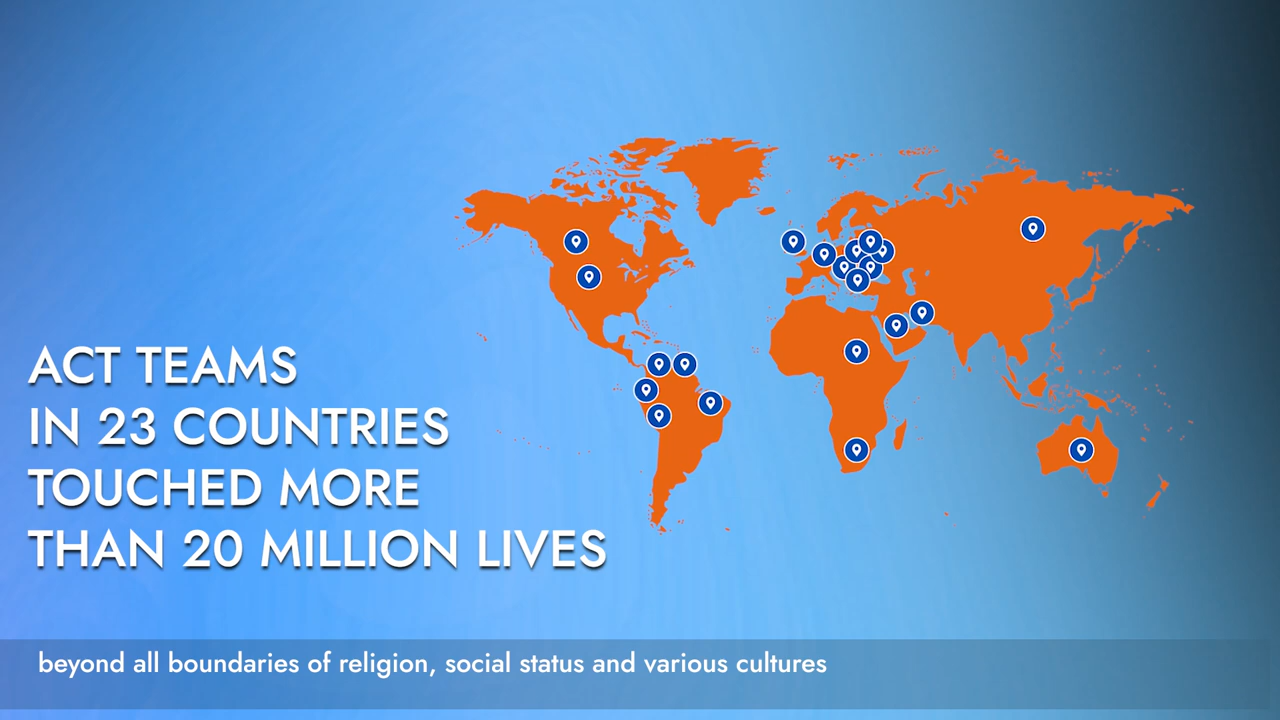 ACT TEAMS
IN 23 COUNTRIES
TOUCHED MORE
THAN 20 MILLION LIVES
beyond all boundaries of religion, social status and various cultures